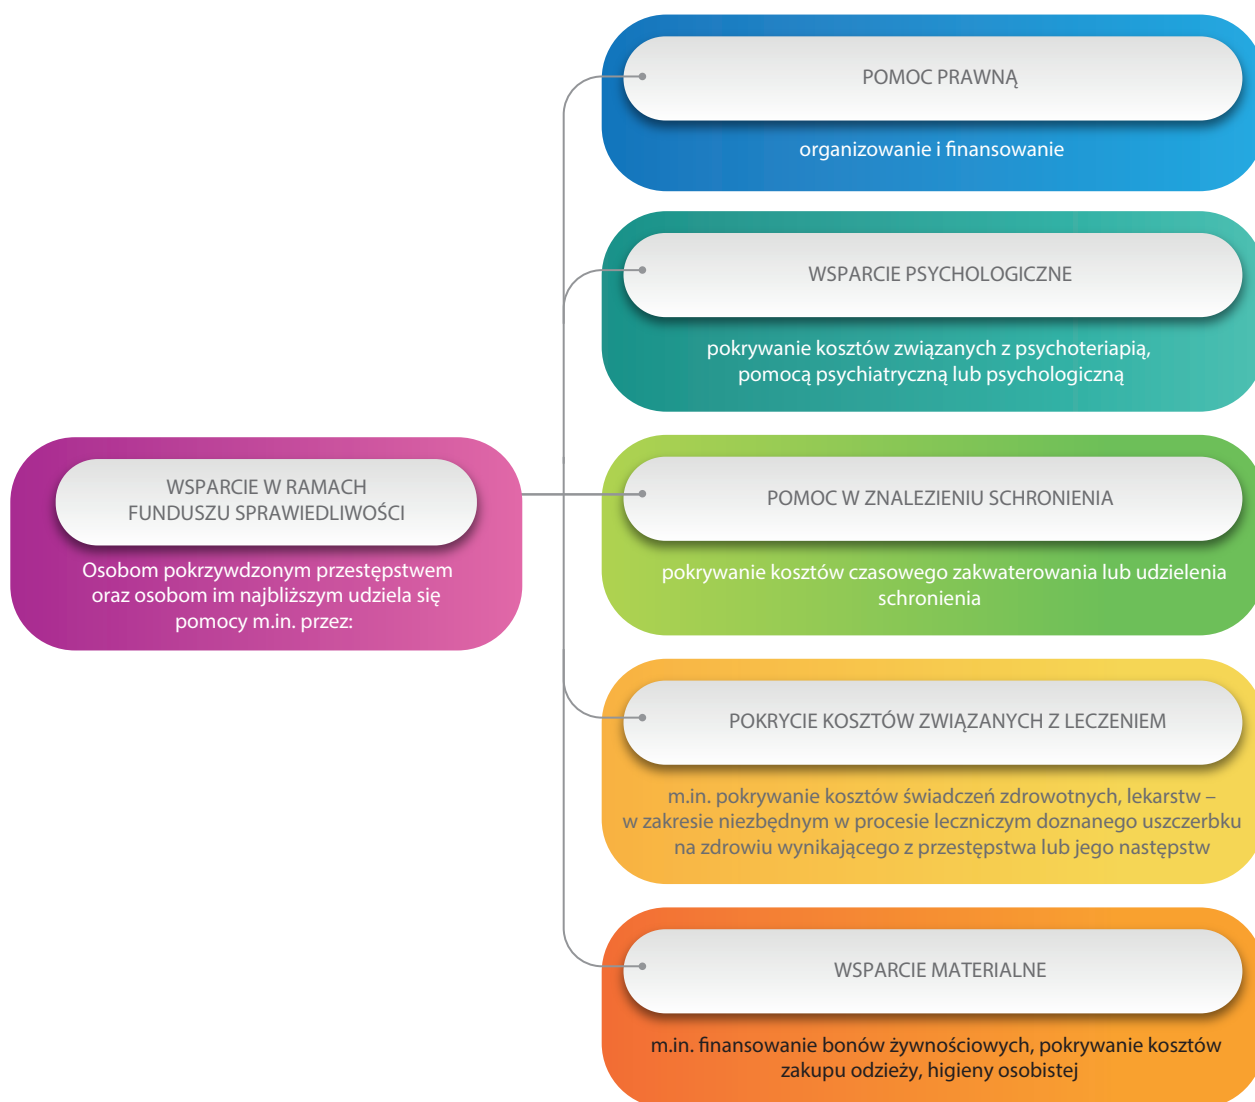 POMOC PRAWNĄ
organizowanie i finansowanie
WSPARCIE PSYCHOLOGICZNE
pokrywanie kosztów związanych z psychoteriapią,
pomocą psychiatryczną lub psychologiczną
WSPARCIE W RAMACH
FUNDUSZU SPRAWIEDLIWOŚCI
Osobom pokrzywdzonym przestępstwem
oraz osobom im najbliższym udziela się
pomocy m.in. przez:
POMOC W ZNALEZIENIU SCHRONIENIA
pokrywanie kosztów czasowego zakwaterowania lub udzielenia
schronienia
POKRYCIE KOSZTÓW ZWIĄZANYCH Z LECZENIEM
m.in. pokrywanie kosztów świadczeń zdrowotnych, lekarstw –
w zakresie niezbędnym w procesie leczniczym doznanego uszczerbku
na zdrowiu wynikającego z przestępstwa lub jego następstw
WSPARCIE MATERIALNE
m.in. finansowanie bonów żywnościowych, pokrywanie kosztów
zakupu odzieży, higieny osobistej